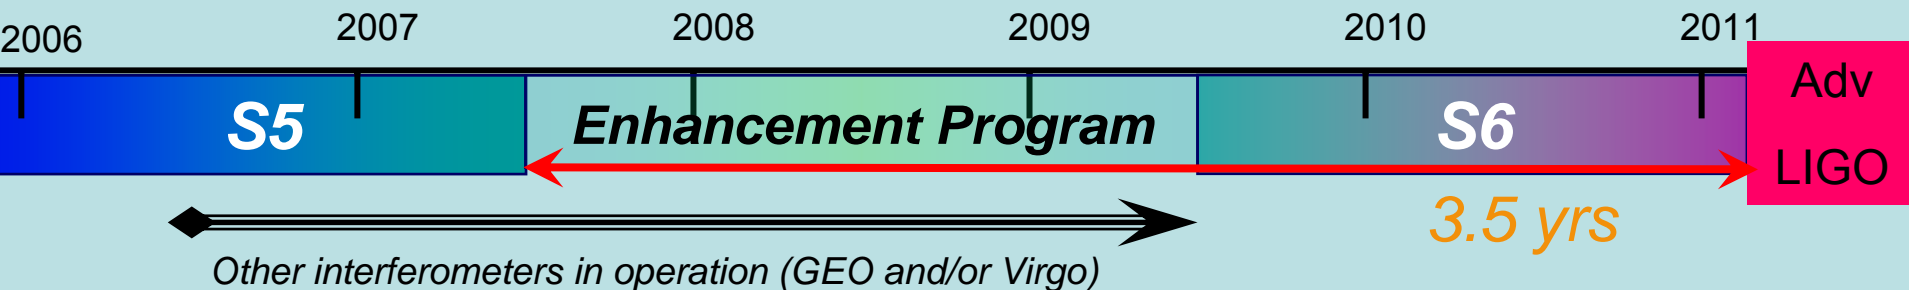 2006
2007
2008
2009
2010
2011
S5
Enhancement Program
S6
Adv
LIGO
3.5 yrs
Other interferometers in operation (GEO and/or Virgo)